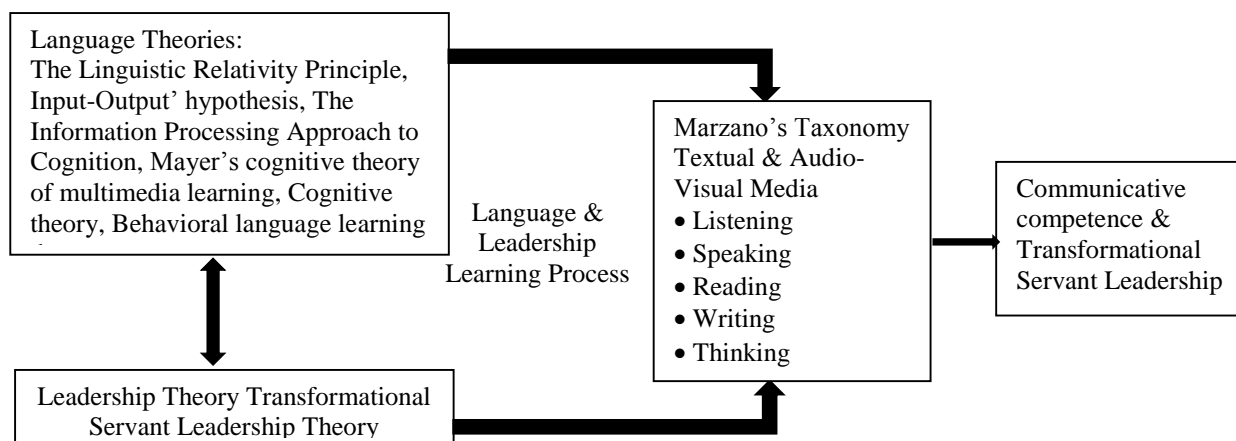 Language Theories:
The Linguistic Relativity Principle,
Input-Output’ hypothesis, The
Information Processing Approach to
Cognition, Mayer’s cognitive theory
of multimedia learning, Cognitive
theory, Behavioral language learning
Language &
Leadership
Learning Process
Leadership Theory Transformational
Servant Leadership Theory
Marzano’s Taxonomy
Textual & Audio-
Visual Media
• Listening
• Speaking
• Reading
• Writing
• Thinking
Communicative
competence &
Transformational
Servant Leadership